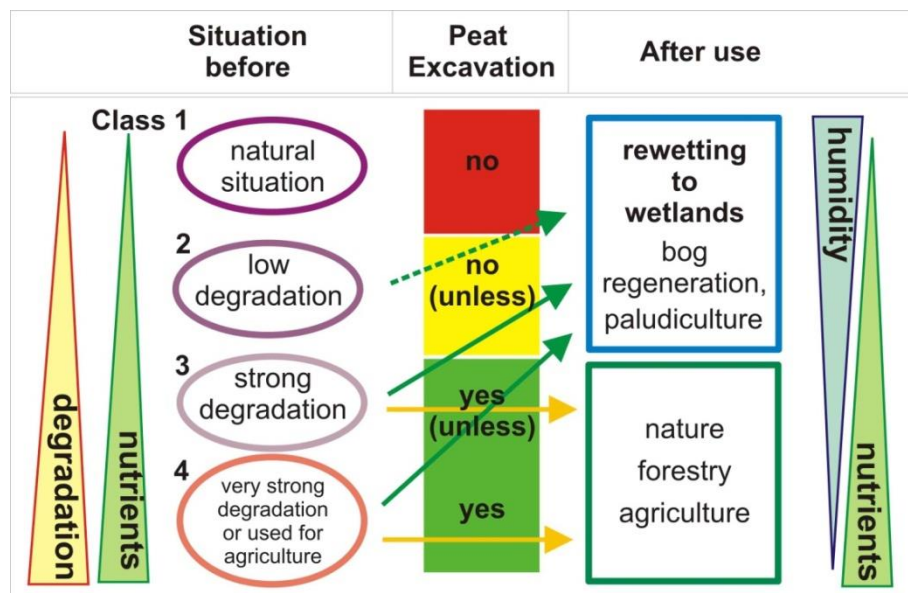 Situation
before
Peat
Excavation
After use
degradation
nutrients
Class 1
natural
situation
2
low
degradation
3
strong
degradation
4
very strong
degradation
or used for
agriculture
no
no
(unless)
yes
(unless)
yes
rewetting
to
wetlands
bog
regeneration,
paludiculture
nature
forestry
agriculture
humidity
nutrients